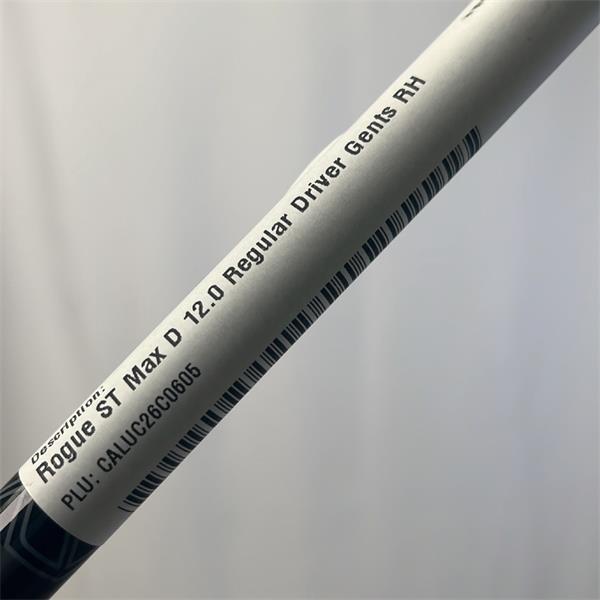 Description:
Rogue ST Max D 12.0 Regular Driver Gents RH
PLU: CALUC26C0605